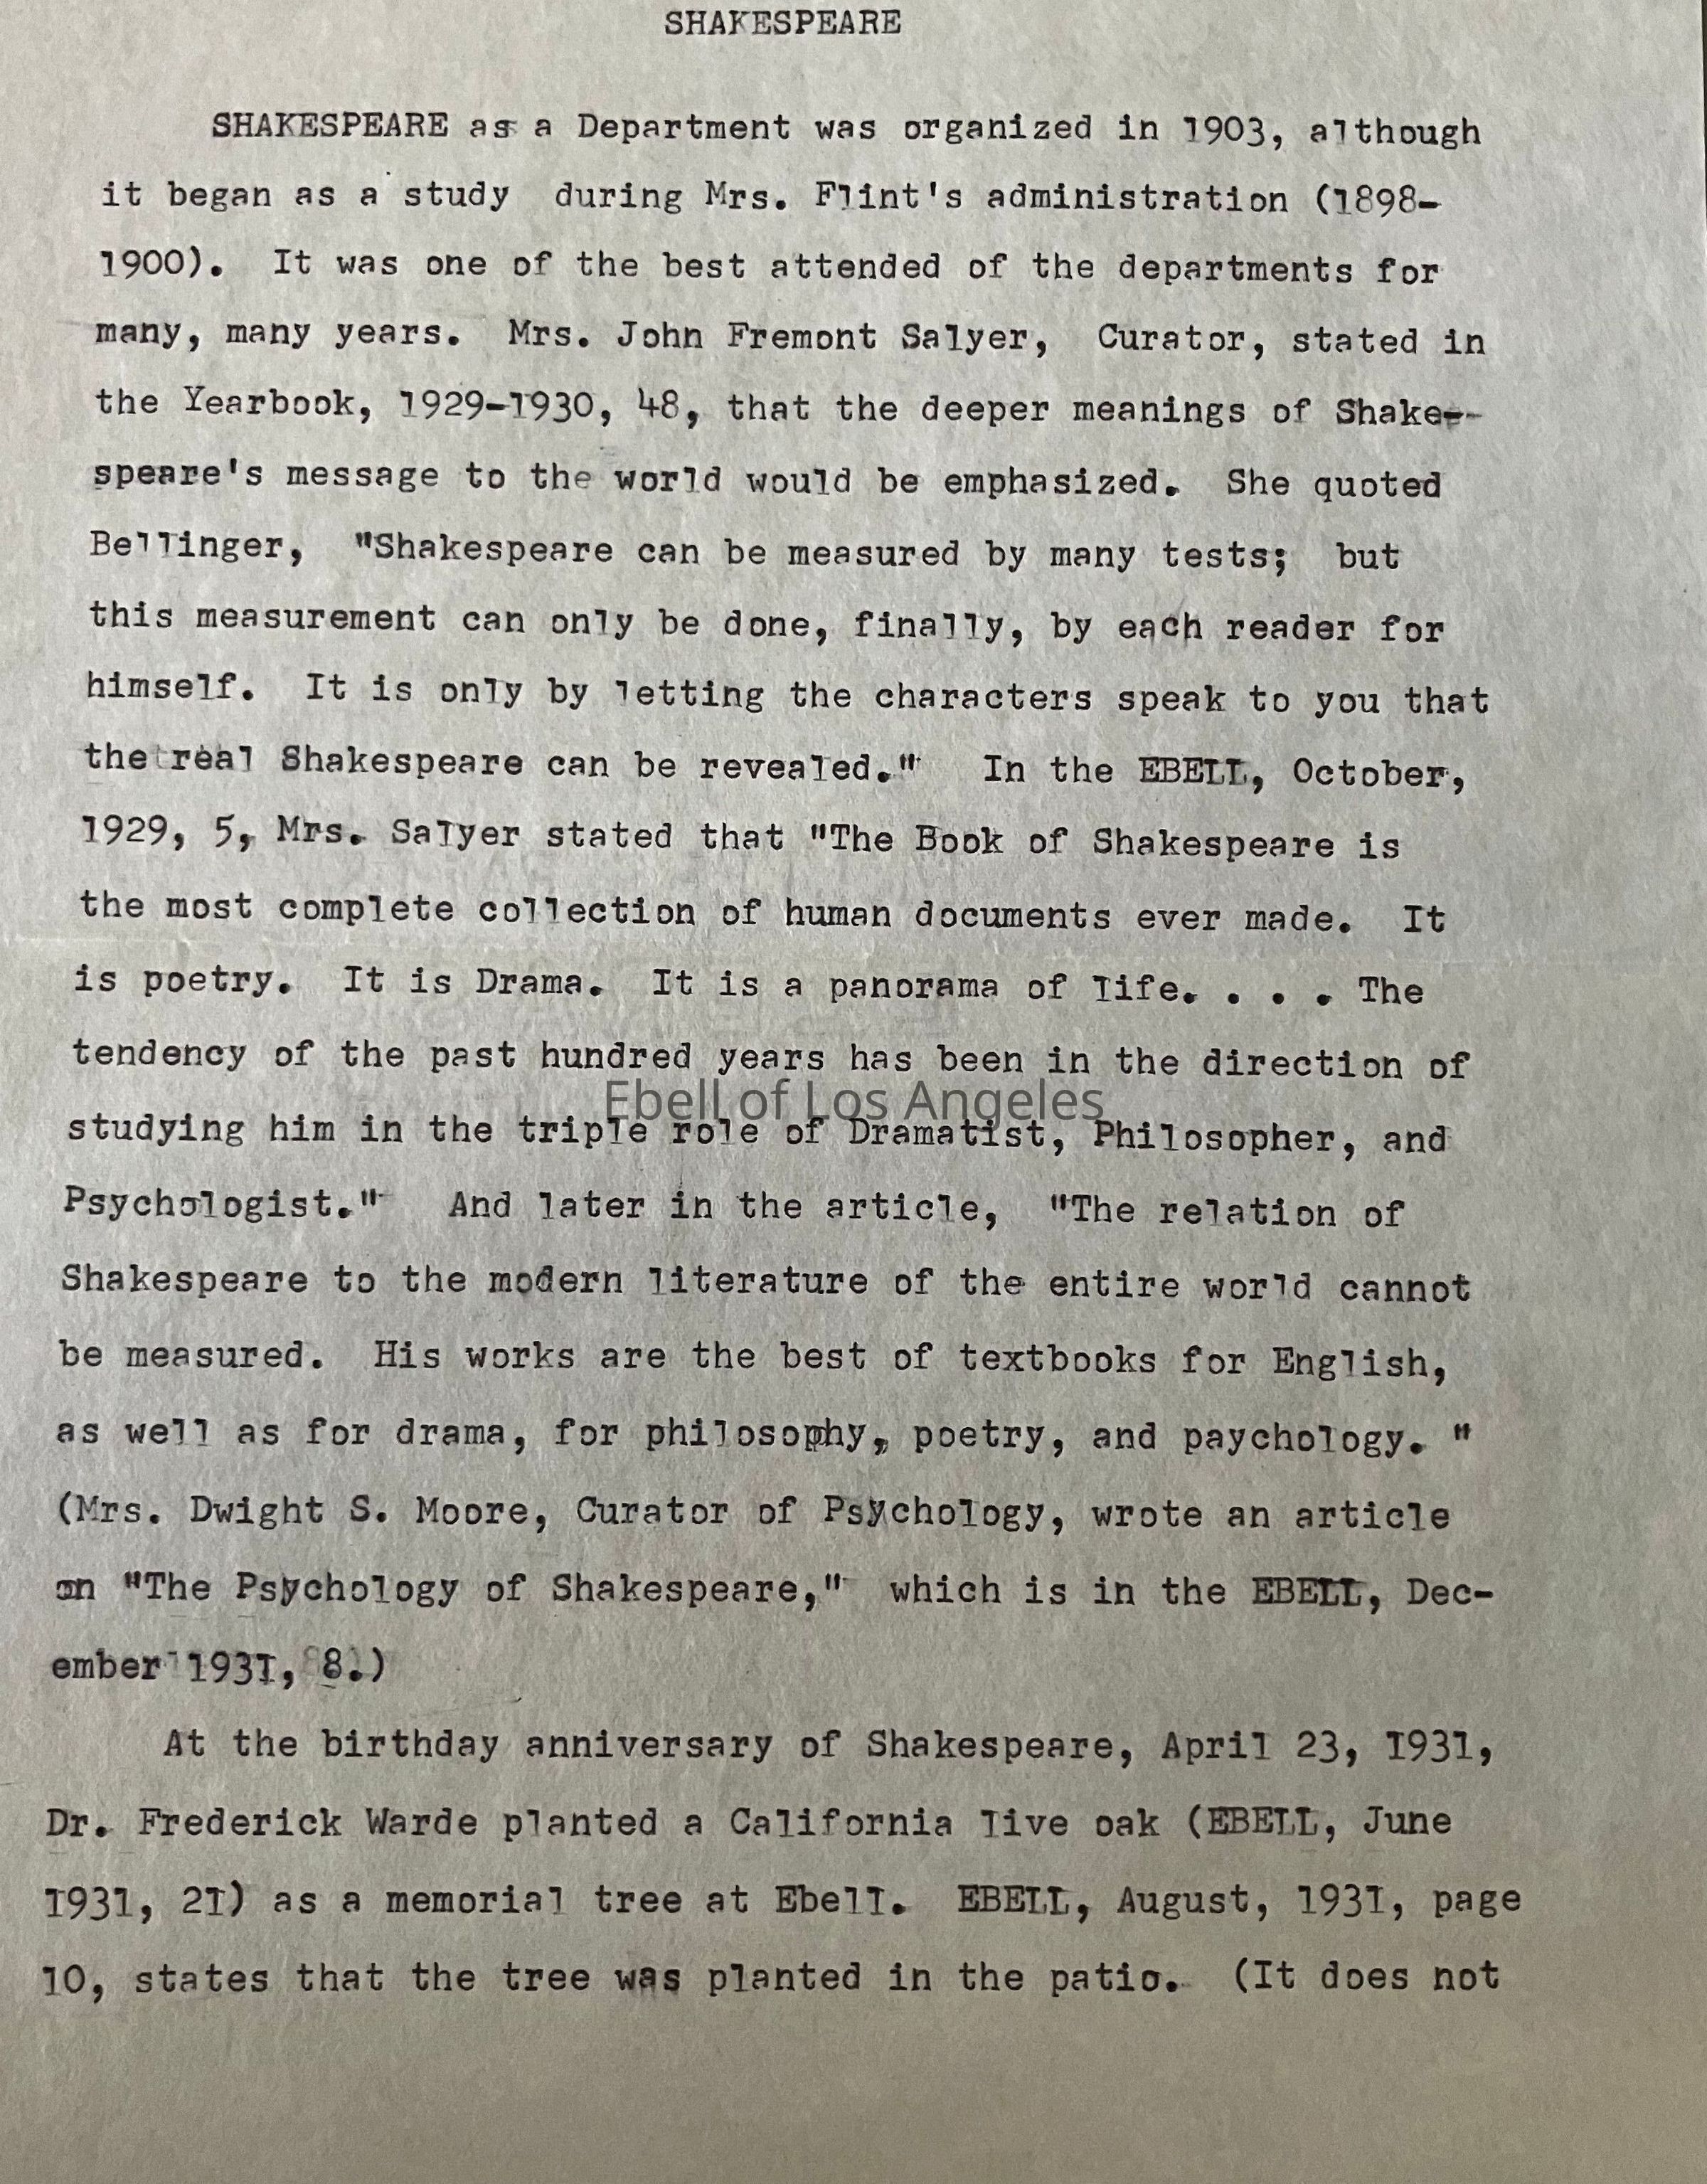 SHAKESPEARE
SHAKESPEARE as a Department was organized in 1903, although
it began as a study during Mrs. Flint's administration (1898-
1900). It was one of the best attended of the departments for
many, many years. Mrs. John Fremont Salyer, Curator, stated in
the Yearbook, 1929-1930, 48, that the deeper meanings of Shake--
speare's message to the world would be emphasized. She quoted
Bellinger, "Shakespeare can be measured by many tests; but
this measurement can only be done, finally, by each reader for
himself. It is only by letting the characters speak to you that
the real Shakespeare can be revealed." In the EBELL, October,
1929, 5, Mrs. Salyer stated that "The Book of Shakespeare is
the most complete collection of human documents ever made. It
is poetry. It is Drama. It is a panorama of life. . . . The
tendency of the past hundred years has been in the direction of
Ebell of Los Angeles
studying him in the triple role of Dramatist, Philosopher, and
Psychologist." And later in the article, "The relation of
Shakespeare to the modern literature of the entire world cannot
be measured. His works are the best of textbooks for English,
as well as for drama, for philosophy, poetry, and paychology. "
(Mrs. Dwight S. Moore, Curator of Psychology, wrote an article
on "The Psychology of Shakespeare," which is in the EBELL, Dec-
ember 1931, 8.)
At the birthday anniversary of Shakespeare, April 23, 1931,
Dr. Frederick Warde planted a California live oak (EBELL, June
1931, 21) as a memorial tree at Ebell. EBELL, August, 1931, page
10, states that the tree was planted in the patio. (It does not